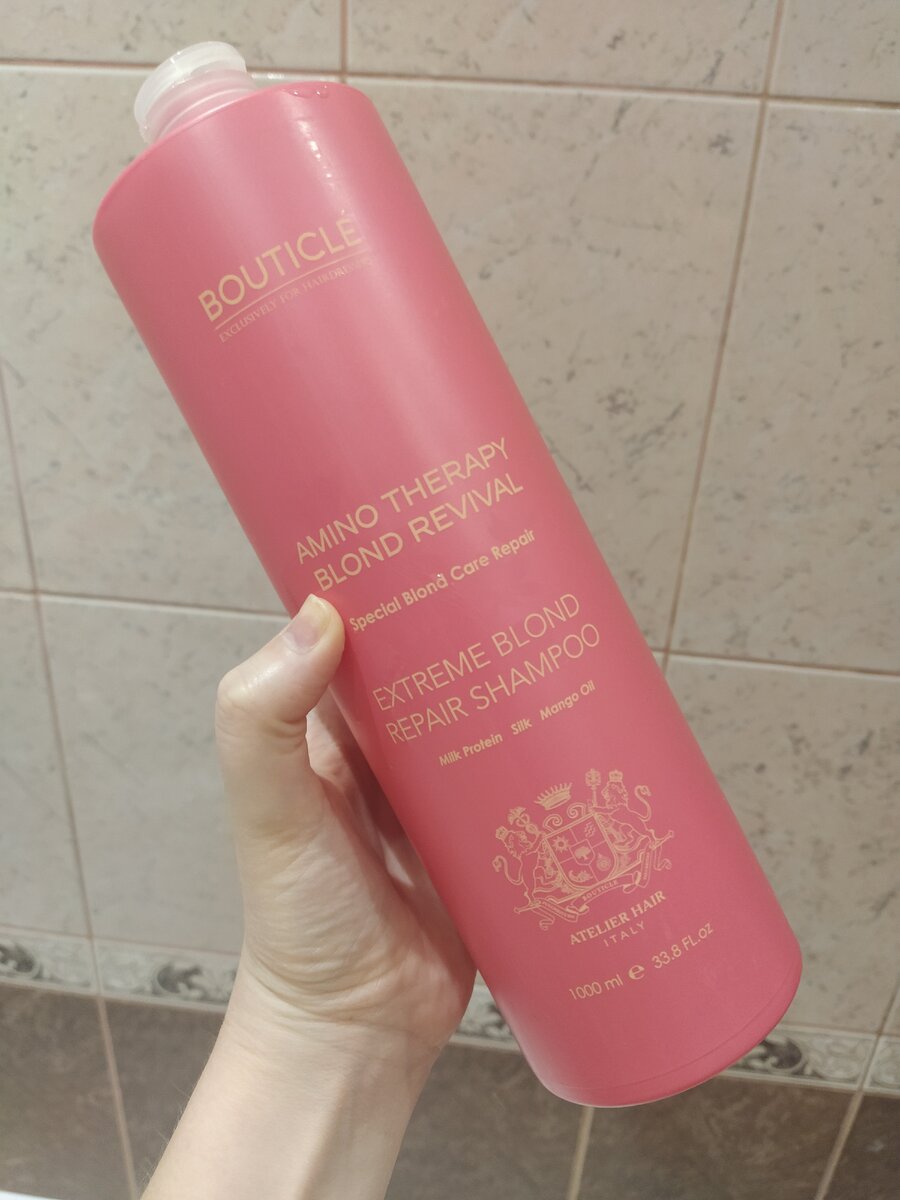 BOUTICLÉ
EXCLUSIVELY FOR
AMINO THERAPY
BLOND REVIVAL
Special Blond Care Repair
EXTREME BLOND
REPAIR SHAMPOO
Milk Protein Silk Mango Oil
BOUTICLE
ATELIER HAIR
ITALY
1000 ml e 33.8 FL.oz